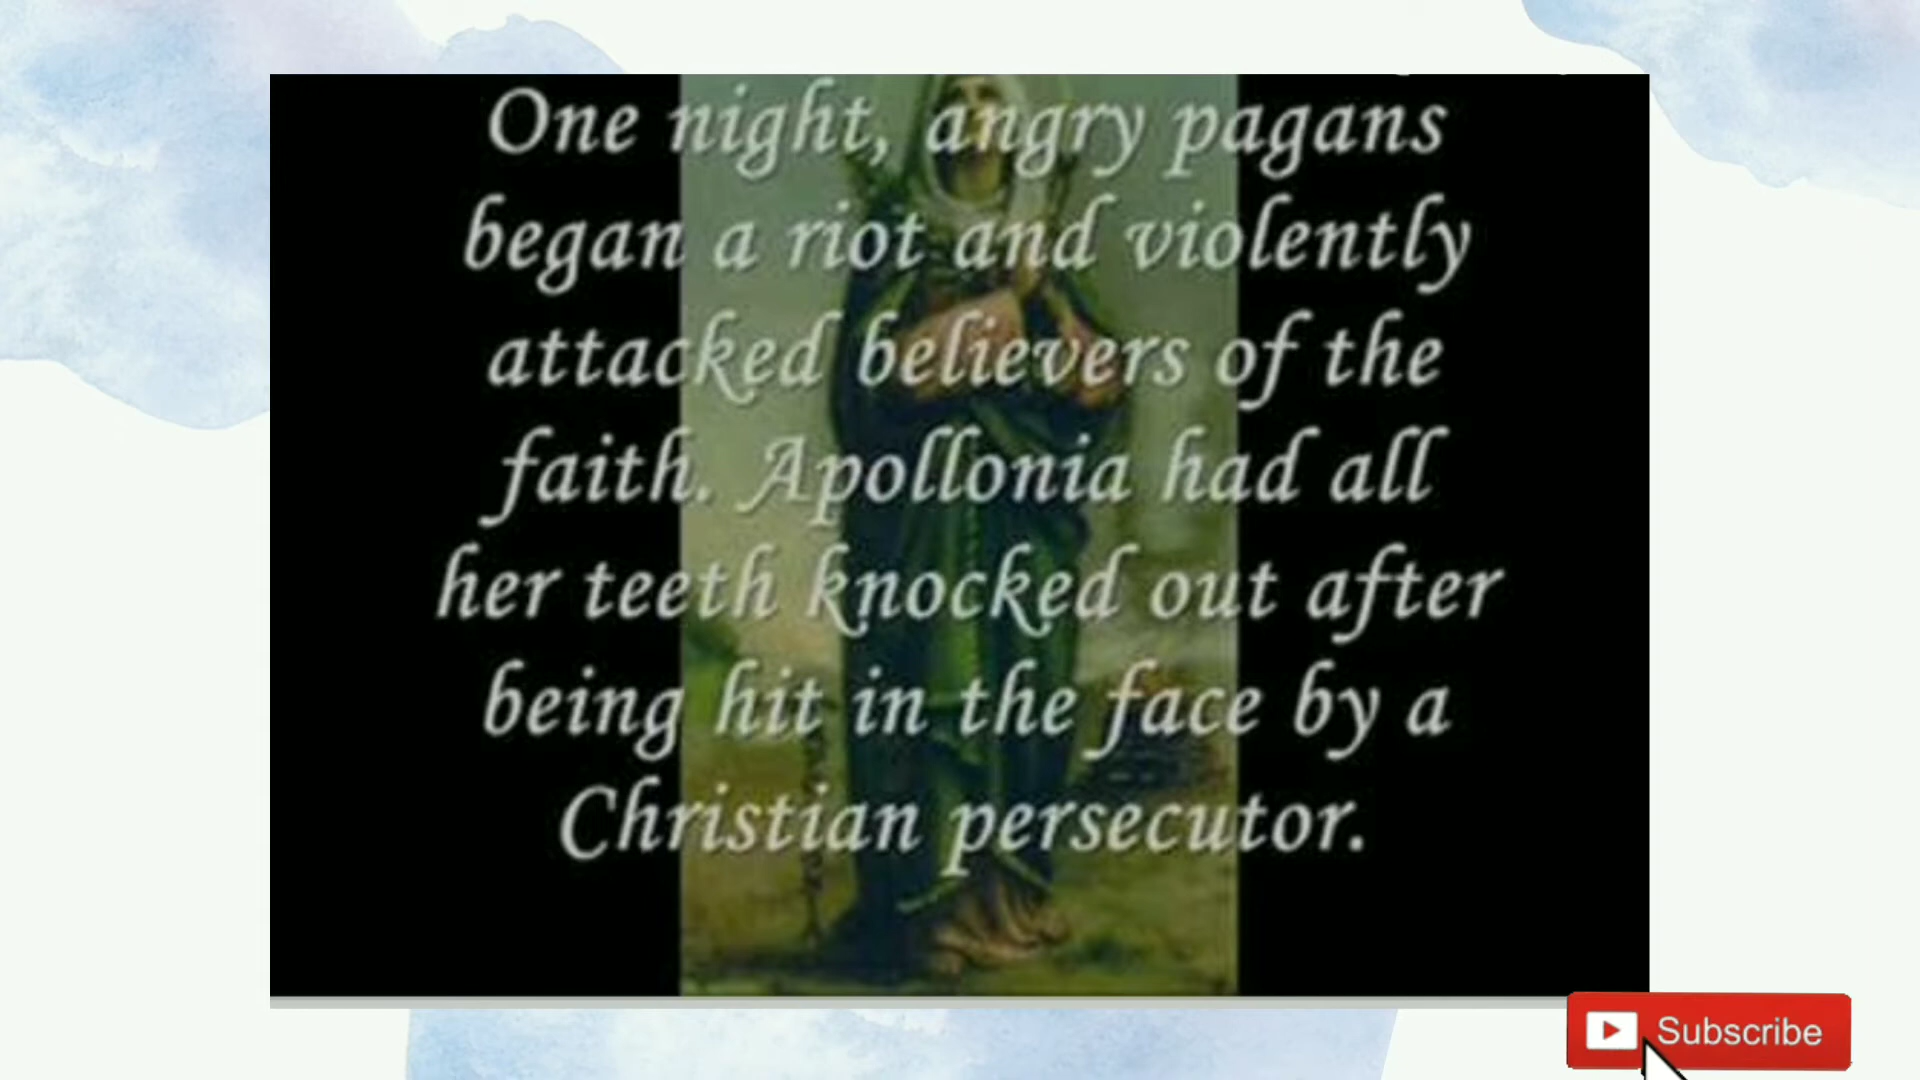 One night, angry pagans
began a riot and violently
attacked believers of the
faith. Apollonia had all
her teeth knocked out after
being hit in the face by a
Christian persecutor.
Subscribe